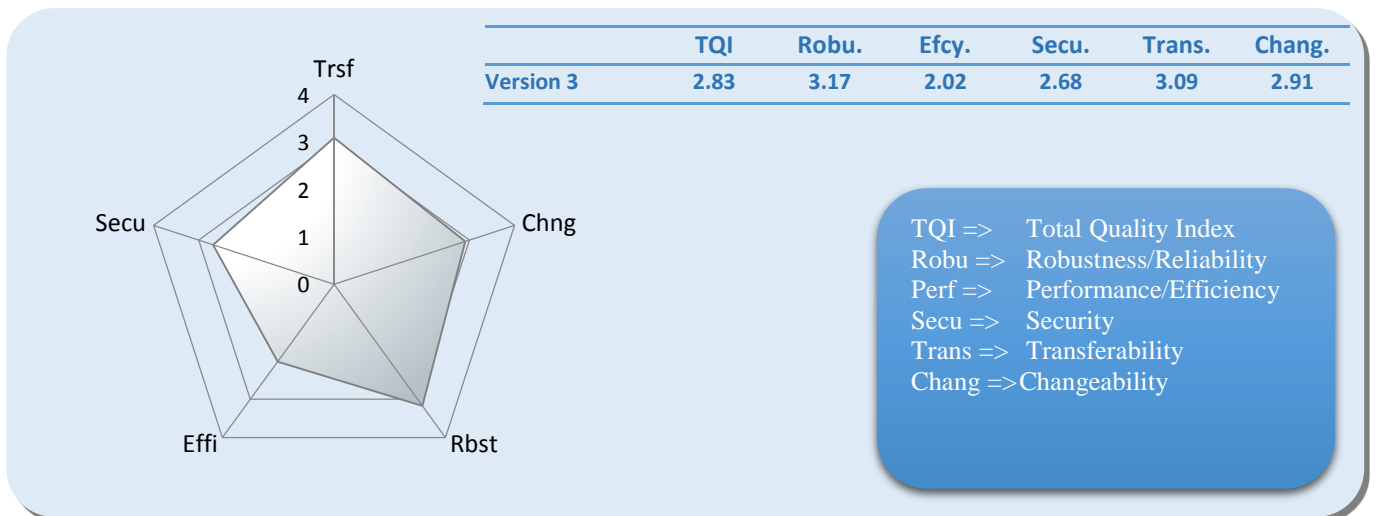 TQI Robu. Efcy. Secu. Trans. Chang.
Version 3 2.83 3.17 2.02 2.68 3.09 2.91
Trsf
4
3
2
1
0
Secu
Chng
Effi
Rbst
TQI => Total Quality Index
Robu => Robustness/Reliability
Perf => Performance/Efficiency
Secu => Security
Trans => Transferability
Chang =>Changeability